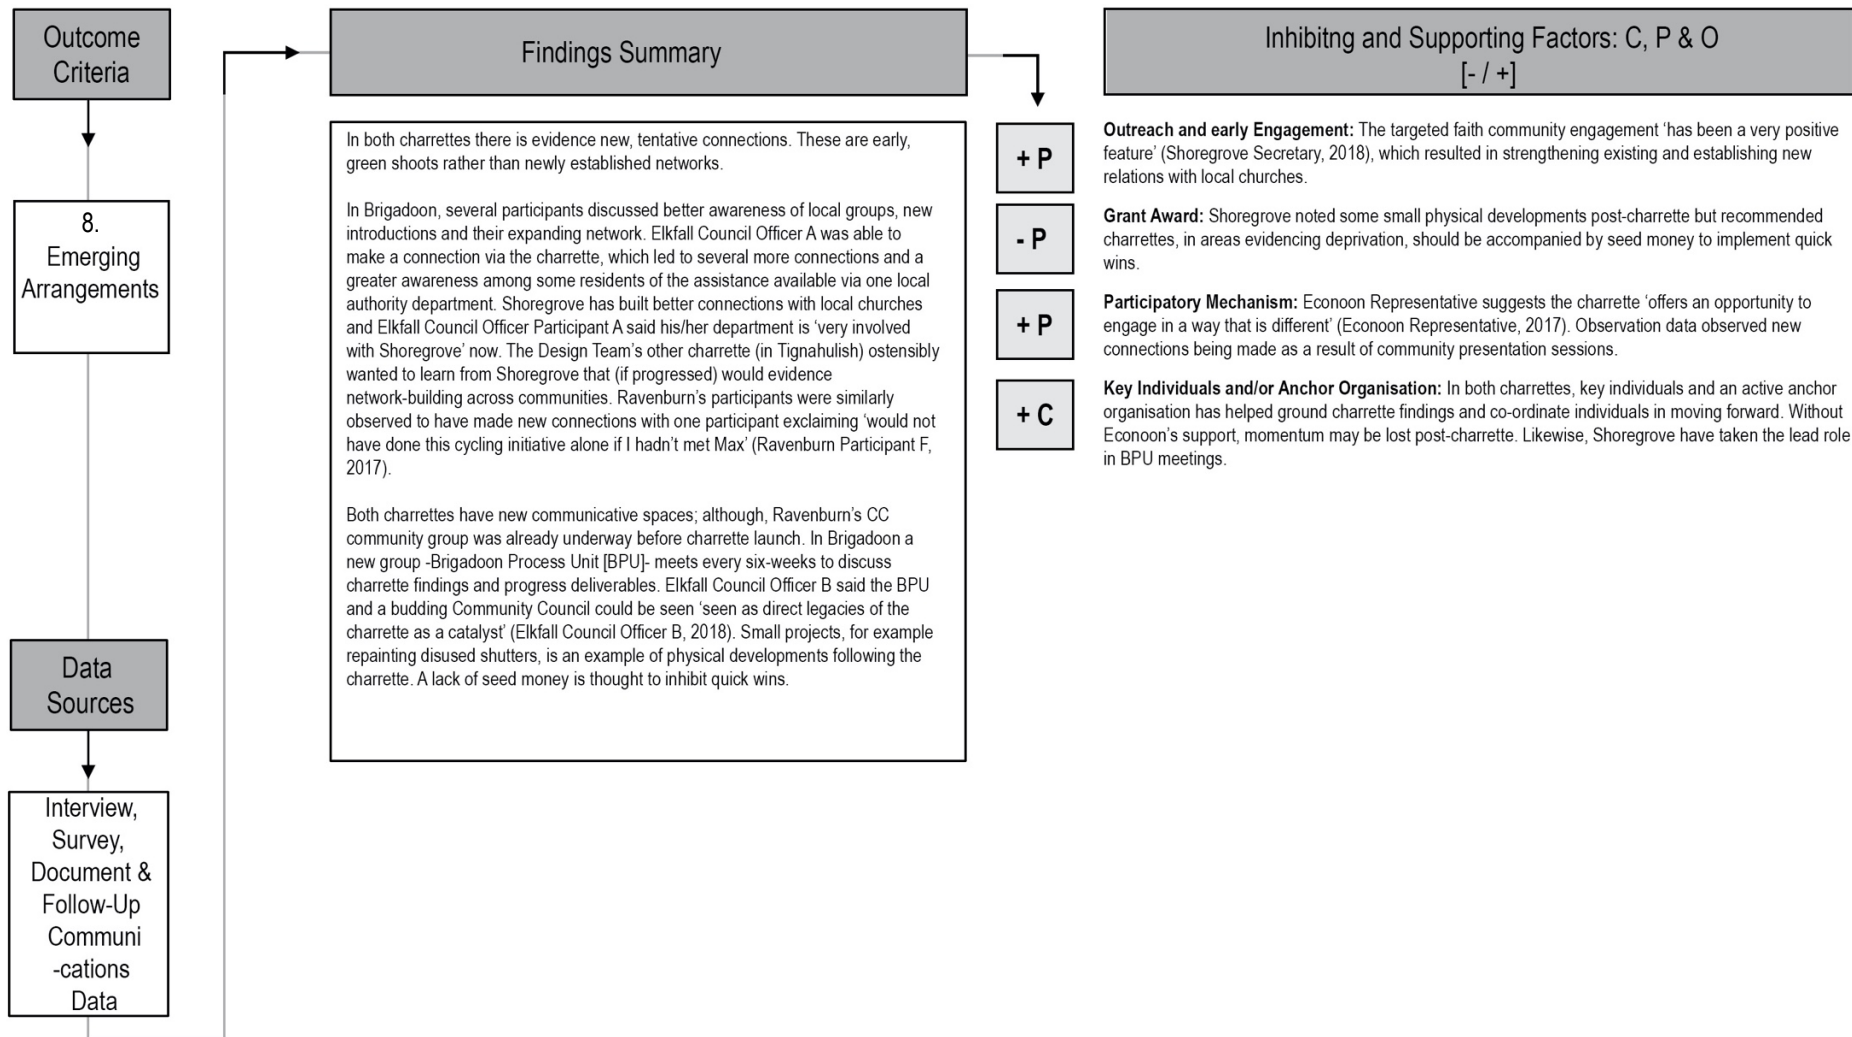 Outcome
Criteria
8.
Emerging
Arrangements
Data
Sources
Interview,
Survey,
Document &
Follow-Up
Communi
-cations
Data
Findings Summary
In both charrettes there is evidence new, tentative connections. These are early,
green shoots rather than newly established networks.
In Brigadoon, several participants discussed better awareness of local groups, new
introductions and their expanding network. Elkfall Council Officer A was able to
make a connection via the charrette, which led to several more connections and a
greater awareness among some residents of the assistance available via one local
authority department. Shoregrove has built better connections with local churches
and Elkfall Council Officer Participant A said his/her department is ‘very involved
with Shoregrove’ now. The Design Team’s other charrette (in Tignahulish) ostensibly
wanted to learn from Shoregrove that (if progressed) would evidence
network-building across communities. Ravenburn’s participants were similarly
observed to have made new connections with one participant exclaiming ‘would not
have done this cycling initiative alone if I hadn’t met Max’ (Ravenburn Participant F,
2017).
Both charrettes have new communicative spaces; although, Ravenburn’s CC
community group was already underway before charrette launch. In Brigadoon a
new group -Brigadoon Process Unit [BPU]- meets every six-weeks to discuss
charrette findings and progress deliverables. Elkfall Council Officer B said the BPU
and a budding Community Council could be seen ‘seen as direct legacies of the
charrette as a catalyst’ (Elkfall Council Officer B, 2018). Small projects, for example
repainting disused shutters, is an example of physical developments following the
charrette. A lack of seed money is thought to inhibit quick wins.
Inhibitng and Supporting Factors: C, P & O
[- / +]
+ P
Outreach and early Engagement: The targeted faith community engagement ‘has been a very positive
feature’ (Shoregrove Secretary, 2018), which resulted in strengthening existing and establishing new
relations with local churches.
- P
Grant Award: Shoregrove noted some small physical developments post-charrette but recommended
charrettes, in areas evidencing deprivation, should be accompanied by seed money to implement quick
wins.
+ P
Participatory Mechanism: Econoon Representative suggests the charrette ‘offers an opportunity to
engage in a way that is different’ (Econoon Representative, 2017). Observation data observed new
connections being made as a result of community presentation sessions.
+ C
Key Individuals and/or Anchor Organisation: In both charrettes, key individuals and an active anchor
organisation has helped ground charrette findings and co-ordinate individuals in moving forward. Without
Econoon’s support, momentum may be lost post-charrette. Likewise, Shoregrove have taken the lead role
in BPU meetings.